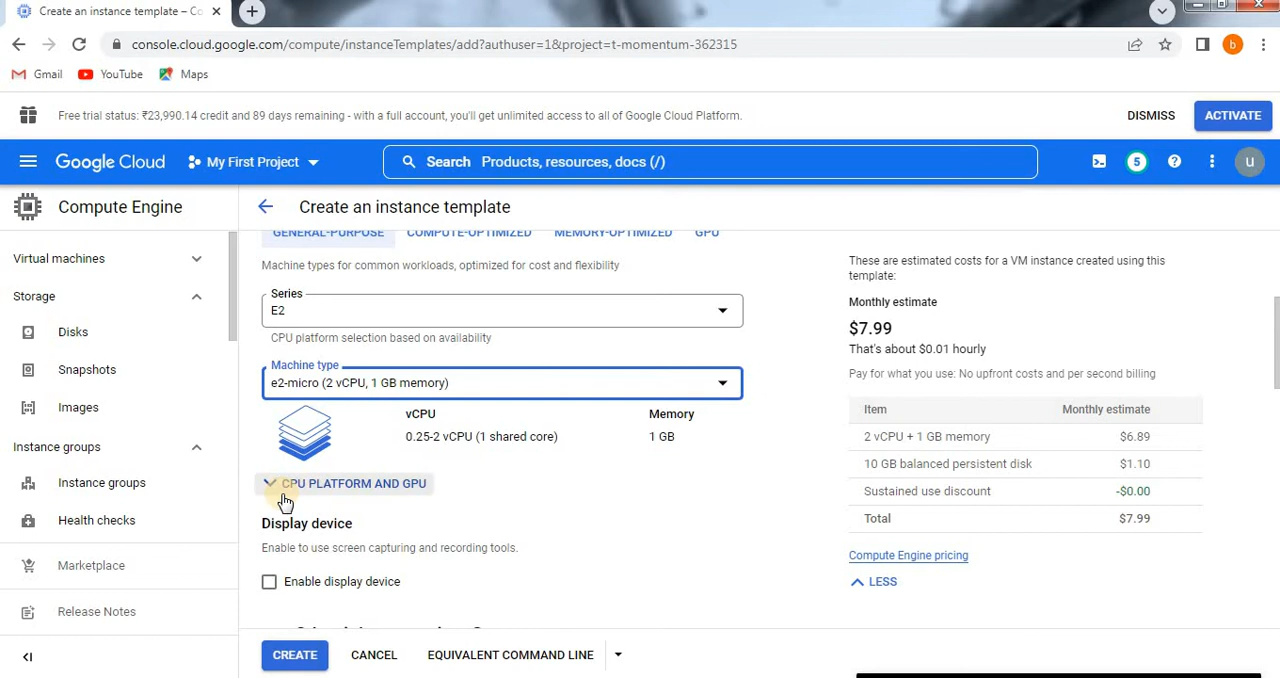 Create an instance template – Co
console.cloud.google.com/compute/instanceTemplates/add?authuser=1&project=t-momentum-362315
b
Gmail
YouTube
Maps
Free trial status: ₹23,990.14 credit and 89 days remaining - with a full account, you'll get unlimited access to all of Google Cloud Platform.
DISMISS
ACTIVATE
Google Cloud
My First Project
Search Products, resources, docs (/)
5
u
Compute Engine
Create an instance template
Virtual machines
Storage
Disks
Snapshots
Images
Instance groups
Instance groups
Health checks
Marketplace
Release Notes
GENERAL-PURPOSE
COMPUTE-OPTIMIZED
MEMORY-OPTIMIZED
GPU
Machine types for common workloads, optimized for cost and flexibility
Series
E2
CPU platform selection based on availability
Machine type
e2-micro (2 vCPU, 1 GB memory)
vCPU
Memory
0.25-2 vCPU (1 shared core)
1 GB
CPU PLATFORM AND GPU
Display device
Enable to use screen capturing and recording tools.
Enable display device
CREATE
CANCEL
EQUIVALENT COMMAND LINE
These are estimated costs for a VM instance created using this
template:
Monthly estimate
$7.99
That's about $0.01 hourly
Pay for what you use: No upfront costs and per second billing
Item
Monthly estimate
2 vCPU + 1 GB memory
$6.89
10 GB balanced persistent disk
$1.10
Sustained use discount
-$0.00
Total
$7.99
Compute Engine pricing
LESS